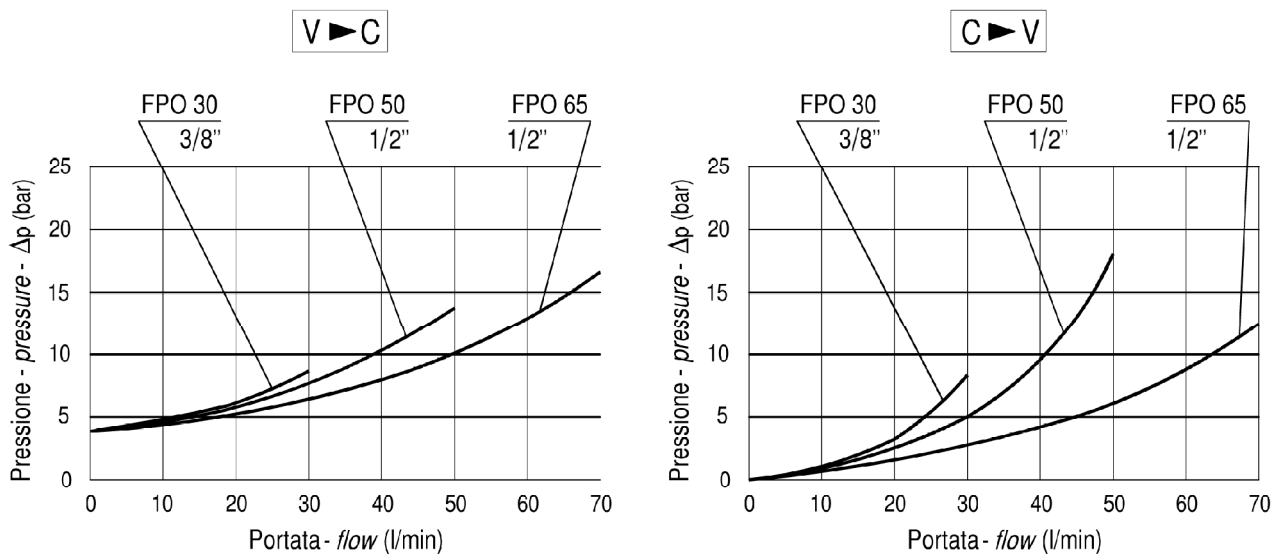 V ► C
FPO 30 FPO 50 FPO 65
3/8" 1/2" 1/2"
25
20
15
10
5
0
Pressione - pressure - Δp (bar)
0 10 20 30 40 50 60 70
Portata - flow (l/min)
C ► V
FPO 30 FPO 50 FPO 65
3/8" 1/2" 1/2"
25
20
15
10
5
0
Pressione - pressure - Δp (bar)
0 10 20 30 40 50 60 70
Portata - flow (l/min)